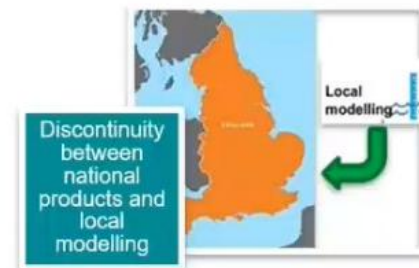 Local
modelling
Discontinuity
between
national
products and
local
modelling